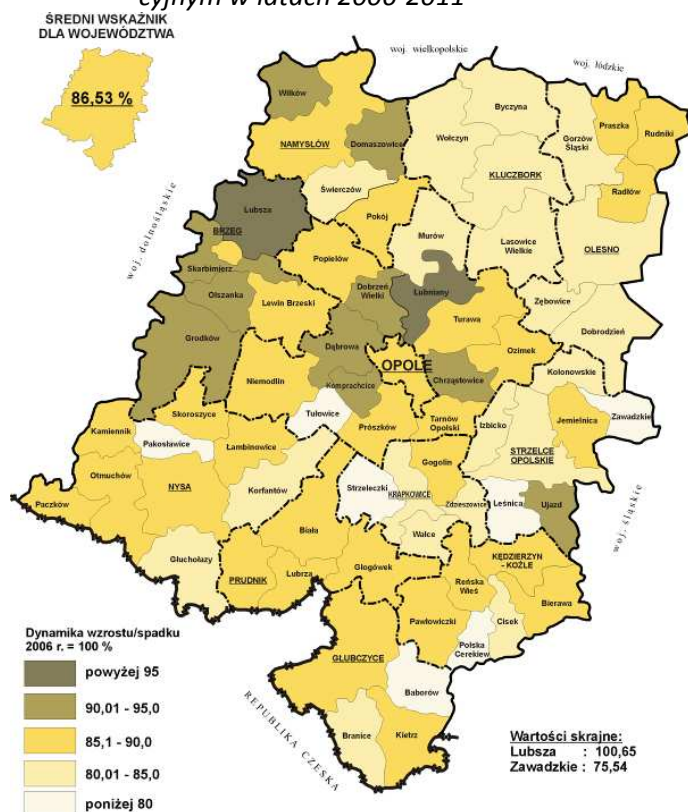 cyjnym w latach 2006-2011
ŚREDNI WSKAŹNIK
DLA WOJEWÓDZTWA
86,53 %
woj. wielkopolskie
woj. łódzkie
woj. dolnośląskie
woj. śląskie
REPUBLIKA CZESKA
Wilków
NAMYSŁÓW
Domaszowice
Świerczów
Pokój
Wołczyn
Byczyna
KLUCZBORK
Lasowice
Wielkie
Gorzów
Śląski
Praszka
Rudniki
Radłów
OLESNO
Zębowice
Dobrodzień
Lubsza
BRZEG
Skarbimierz
Olszanka
Lewin Brzeski
Grodków
Popielów
Murów
Dobrzeń
Wielki
Łubniany
Turawa
Ozimek
Dąbrowa
OPOLE
Chrząstowice
Komprachcice
Niemodlin
Tułowice
Prószków
Tarnów
Opolski
Kolonowskie
Zawadzkie
Jemielnica
Izbicko
STRZELCE
OPOLSKIE
Leśnica
Ujazd
Skoroszyce
Kamiennik
Pakosławice
Łambinowice
Otmuchów
Paczków
NYSA
Korfantów
Głuchołazy
Strzeleczki
Gogolin
KRAPKOWICE
Zdzieszowice
Walce
Biała
PRUDNIK
Lubrza
Głogówek
KĘDZIERZYN
- KOŹLE
Reńska
Wieś
Bierawa
Pawłowiczki
Cisek
Polska
Cerekiew
GŁUBCZYCE
Baborów
Branice
Kietrz
Dynamika wzrostu/spadku
2006 r. = 100 %
powyżej 95
90,01 - 95,0
85,1 - 90,0
80,01 - 85,0
poniżej 80
Wartości skrajne:
Lubsza : 100,65
Zawadzkie : 75,54